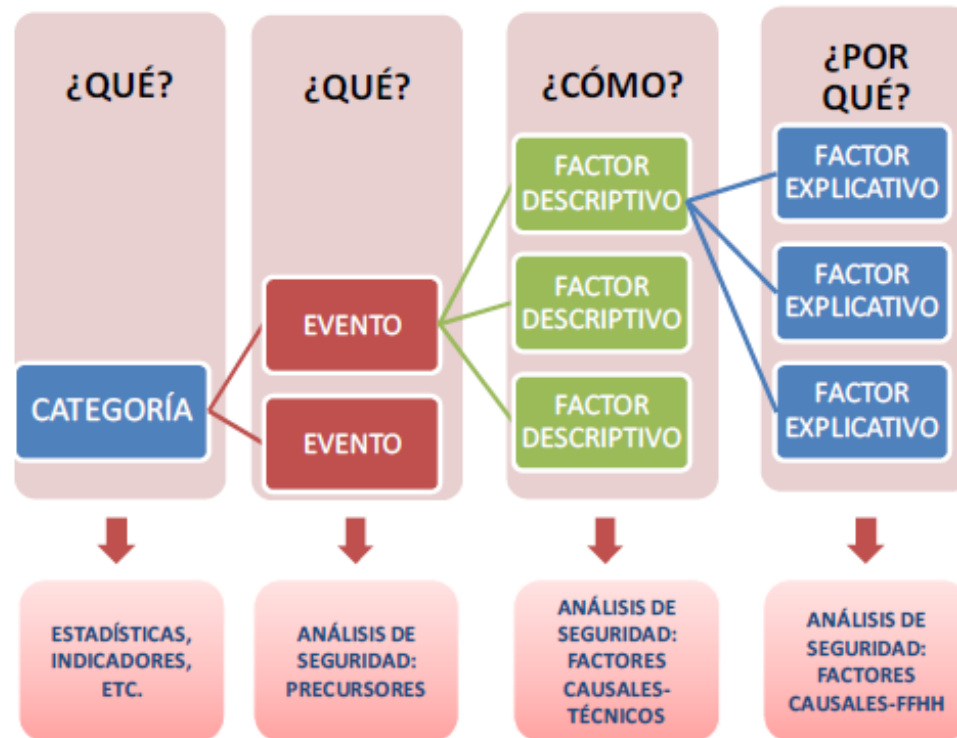 ¿QUÉ?
CATEGORÍA
ESTADÍSTICAS,
INDICADORES,
ETC.
¿QUÉ?
EVENTO
EVENTO
ANÁLISIS DE
SEGURIDAD:
PRECURSORES
¿CÓMO?
FACTOR
DESCRIPTIVO
FACTOR
DESCRIPTIVO
FACTOR
DESCRIPTIVO
ANÁLISIS DE
SEGURIDAD:
FACTORES
CAUSALES-
TÉCNICOS
¿POR
QUÉ?
FACTOR
EXPLICATIVO
FACTOR
EXPLICATIVO
FACTOR
EXPLICATIVO
ANÁLISIS DE
SEGURIDAD:
FACTORES
CAUSALES-FFHH